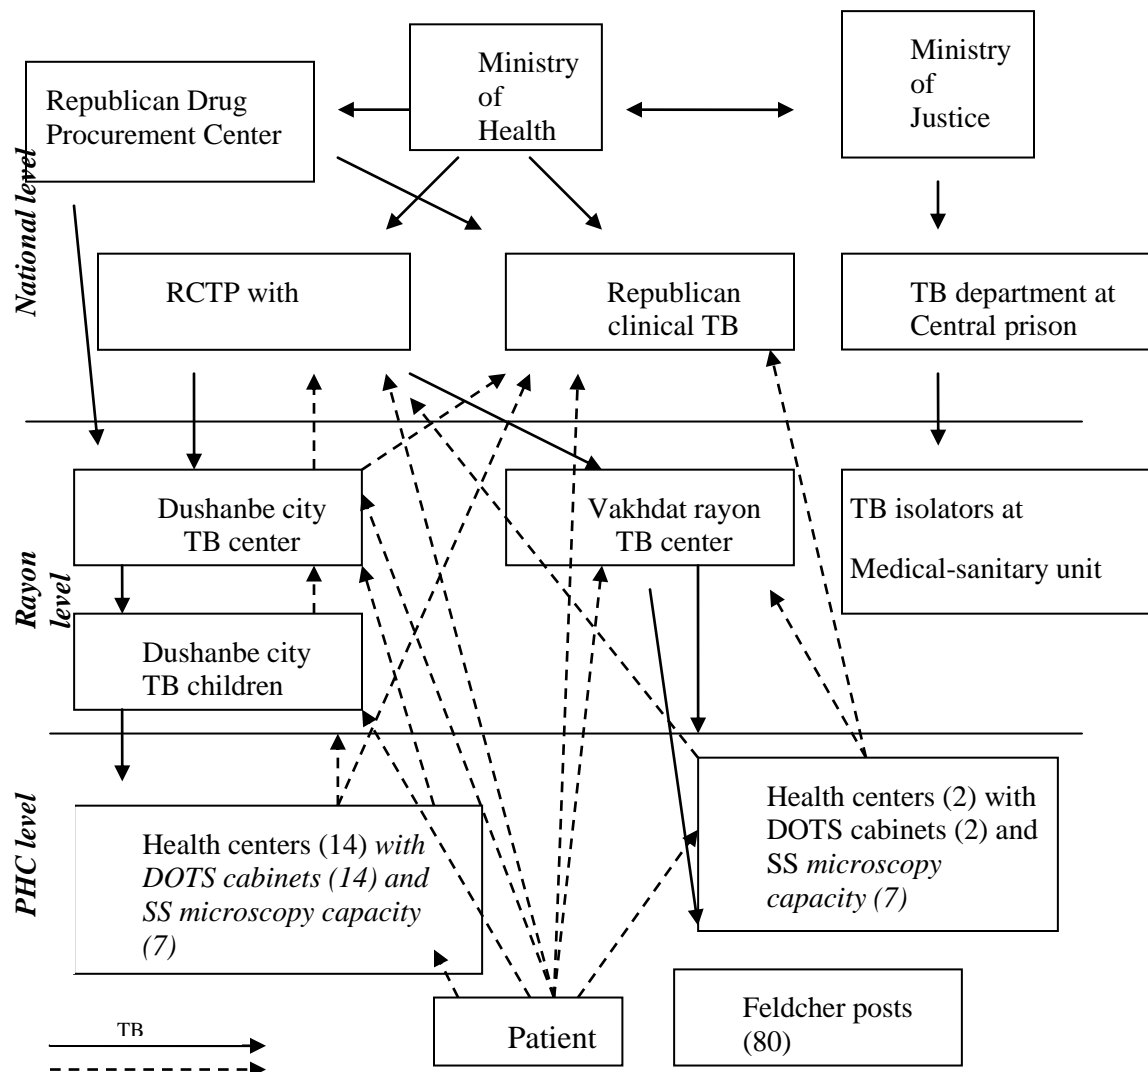 Ministry
of
Health
Ministry
of
Justice
Republican Drug
Procurement Center
National level
RCTP with
Republican
clinical TB
TB department at
Central prison
Rayon
level
Dushanbe city
TB center
Vakhdat rayon
TB center
TB isolators at
Medical-sanitary unit
Dushanbe city
TB children
PHC level
Health centers (14) with
DOTS cabinets (14) and
SS microscopy capacity
(7)
Health centers (2) with
DOTS cabinets (2) and
SS microscopy
capacity (7)
Patient
Feldcher posts
(80)
TB